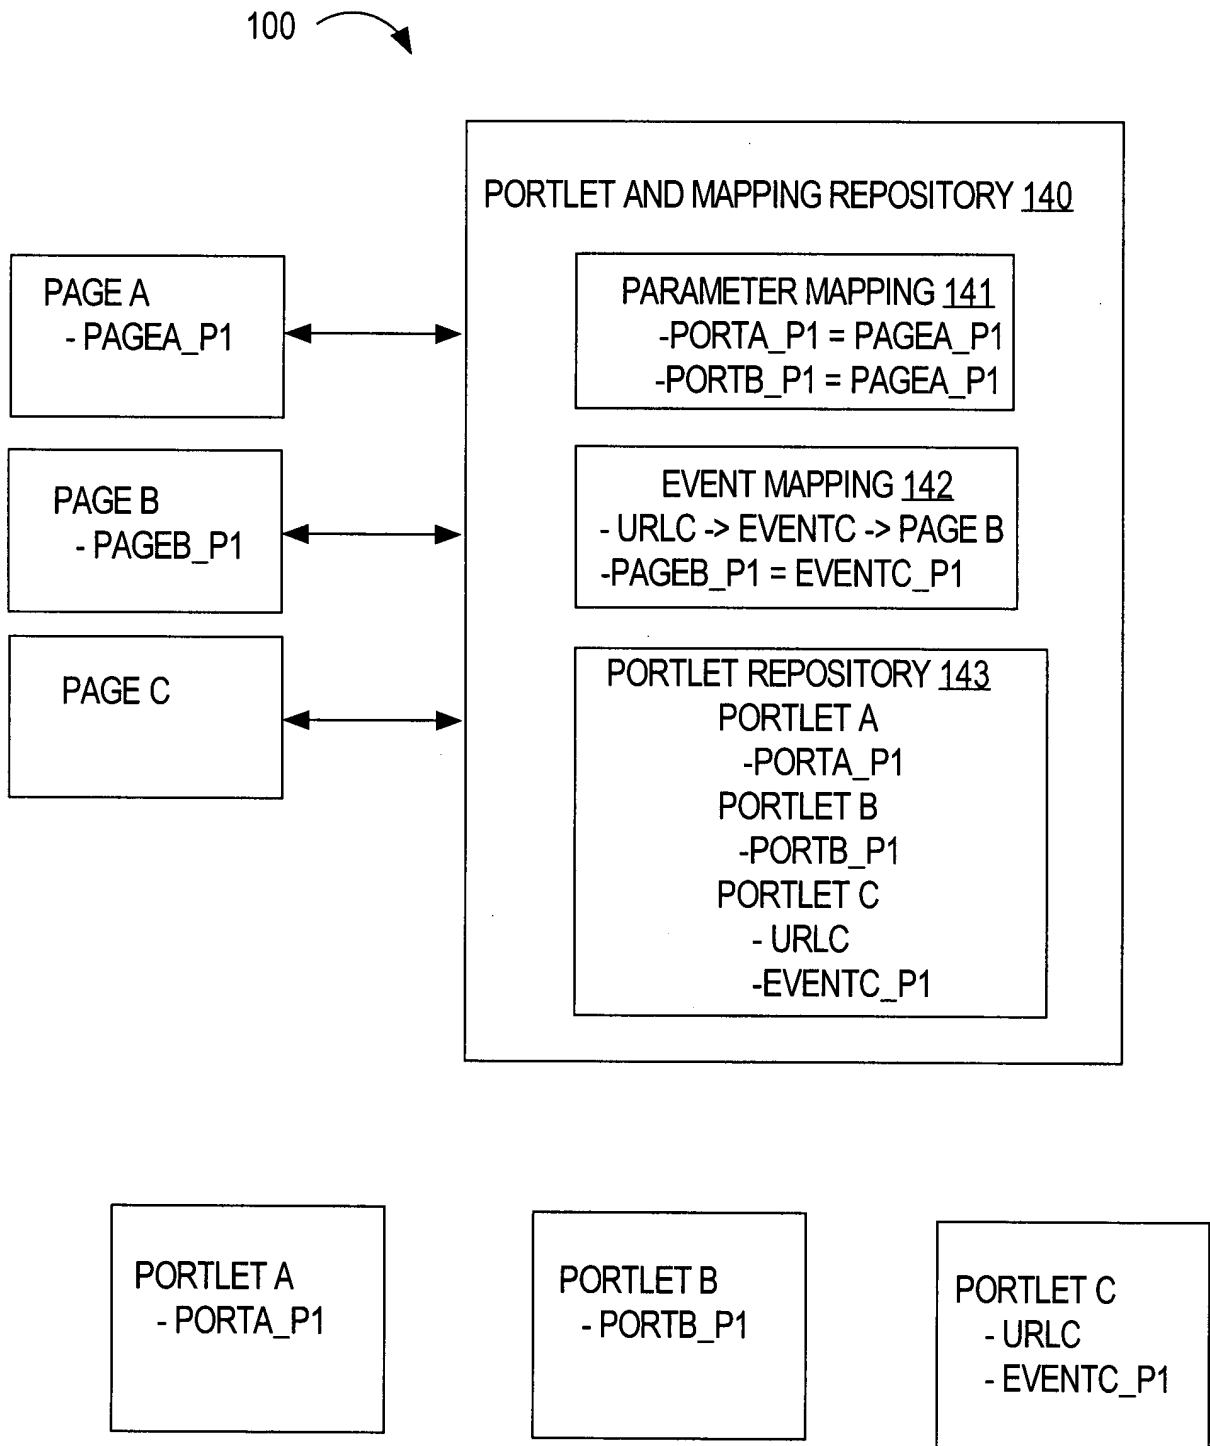 100
PORTLET AND MAPPING REPOSITORY 140
PAGE A
- PAGEA_P1
PARAMETER MAPPING 141
-PORTA_P1 = PAGEA_P1
-PORTB_P1 = PAGEA_P1
PAGE B
- PAGEB_P1
EVENT MAPPING 142
- URLC -> EVENTC -> PAGE B
-PAGEB_P1 = EVENTC_P1
PAGE C
PORTLET REPOSITORY 143
PORTLET A
-PORTA_P1
PORTLET B
-PORTB_P1
PORTLET C
- URLC
-EVENTC_P1
PORTLET A
- PORTA_P1
PORTLET B
- PORTB_P1
PORTLET C
- URLC
- EVENTC_P1